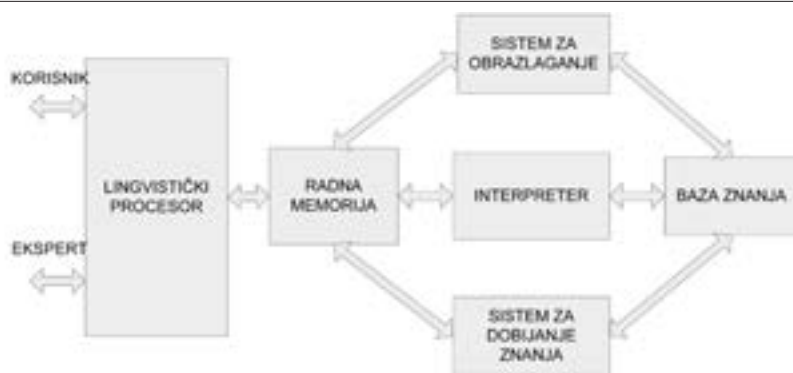 KORISNIK
EKSPERT
LINGVISTIČKI
PROCESOR
RADNA
MEMORIJA
SISTEM ZA
OBRAZLAGANJE
INTERPRETER
SISTEM ZA
DOBIJANJE
ZNANJA
BAZA ZNANJA